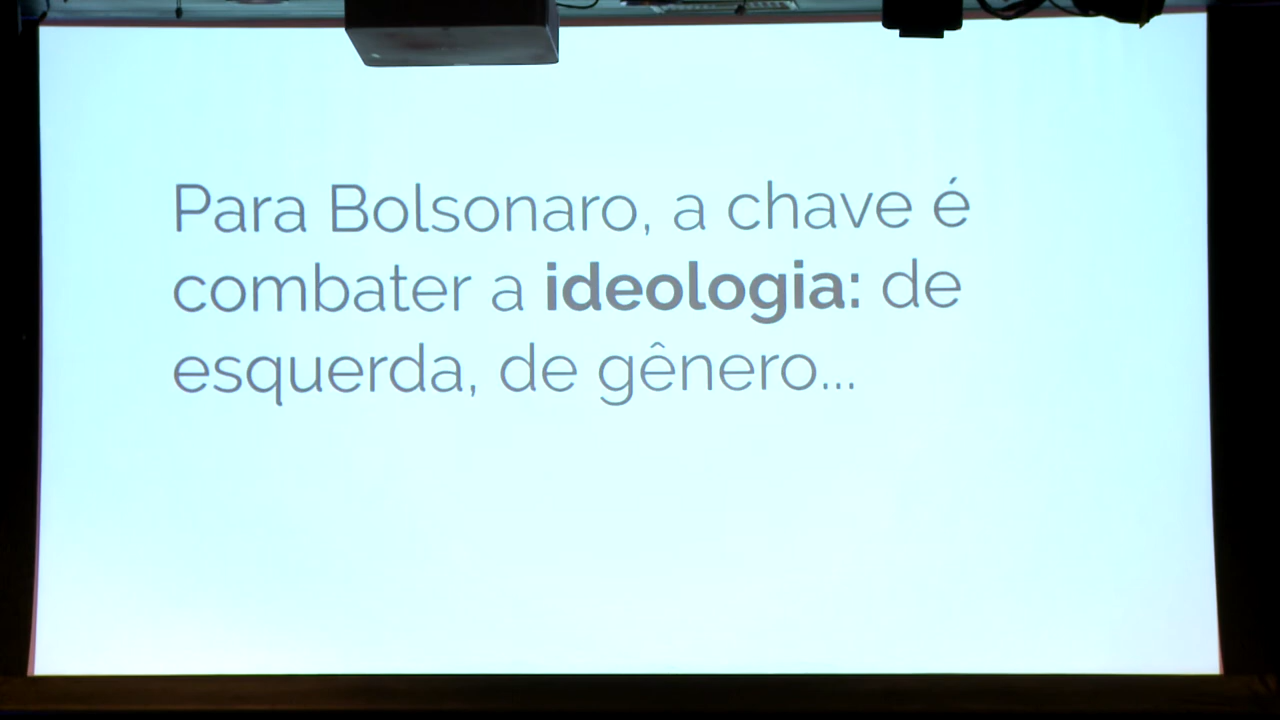 Para Bolsonaro, a chave é
combater a ideologia: de
esquerda, de gênero...